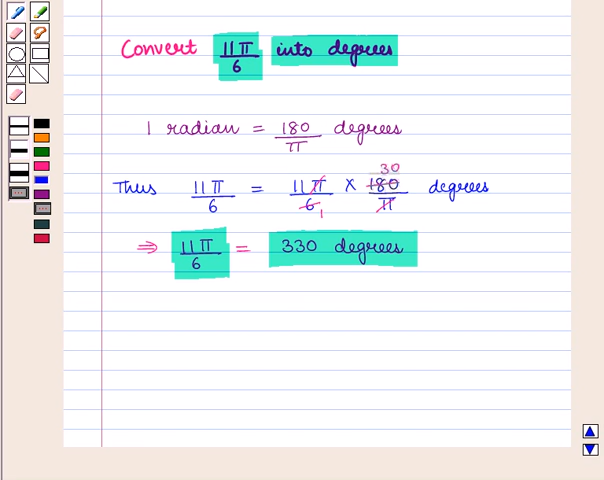 Convert 11π/6 into degrees
1 radian = 180/π degrees
Thus 11π/6 = 11π/6 1 × 30 180/π degrees
⇒ 11π/6 = 330 degrees